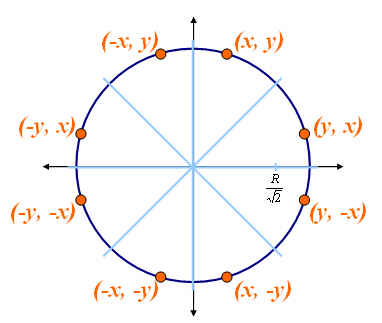 (-x, y) (x, y)
(-y, x) (y, x)
R
√2
(-y, -x) (y, -x)
(-x, -y) (x, -y)